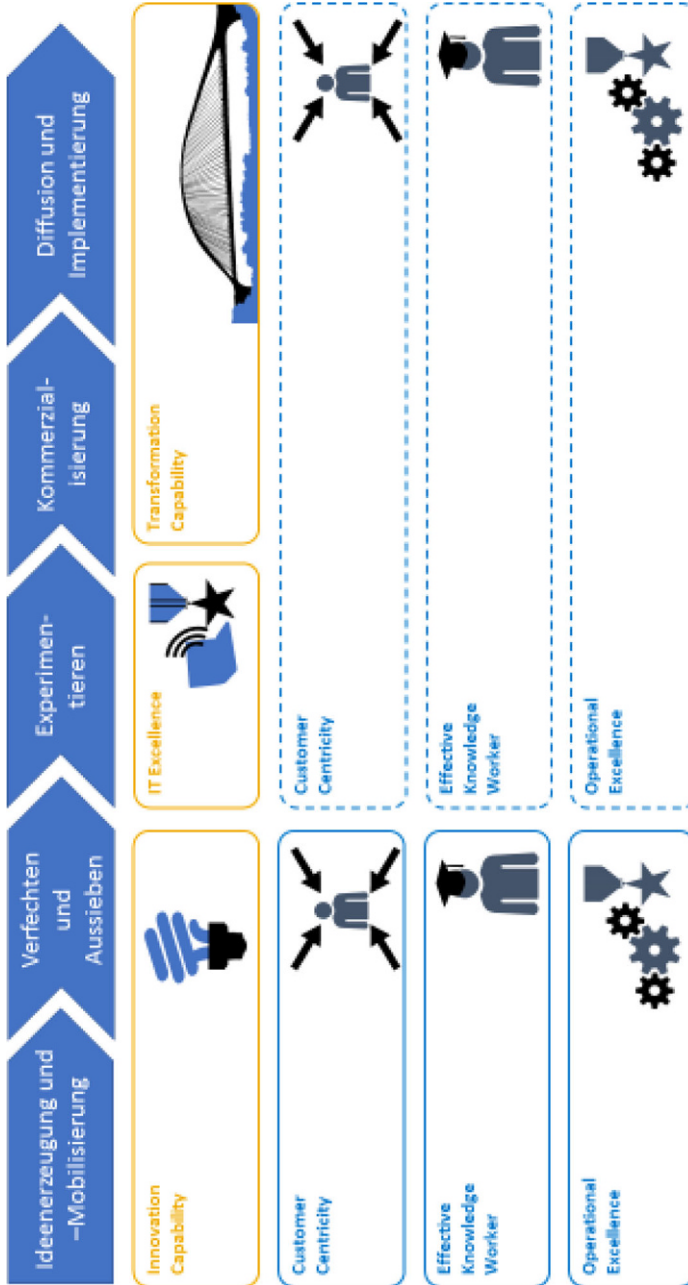 Ideenerzeugung und
–Mobilisierung
Verfechten
und
Aussieben
Experimen-
tieren
Kommerzial-
isierung
Diffusion und
Implementierung
Innovation
Capability
IT Excellence
Transformation
Capability
Customer
Centricity
Customer
Centricity
Effective
Knowledge
Worker
Effective
Knowledge
Worker
Operational
Excellence
Operational
Excellence